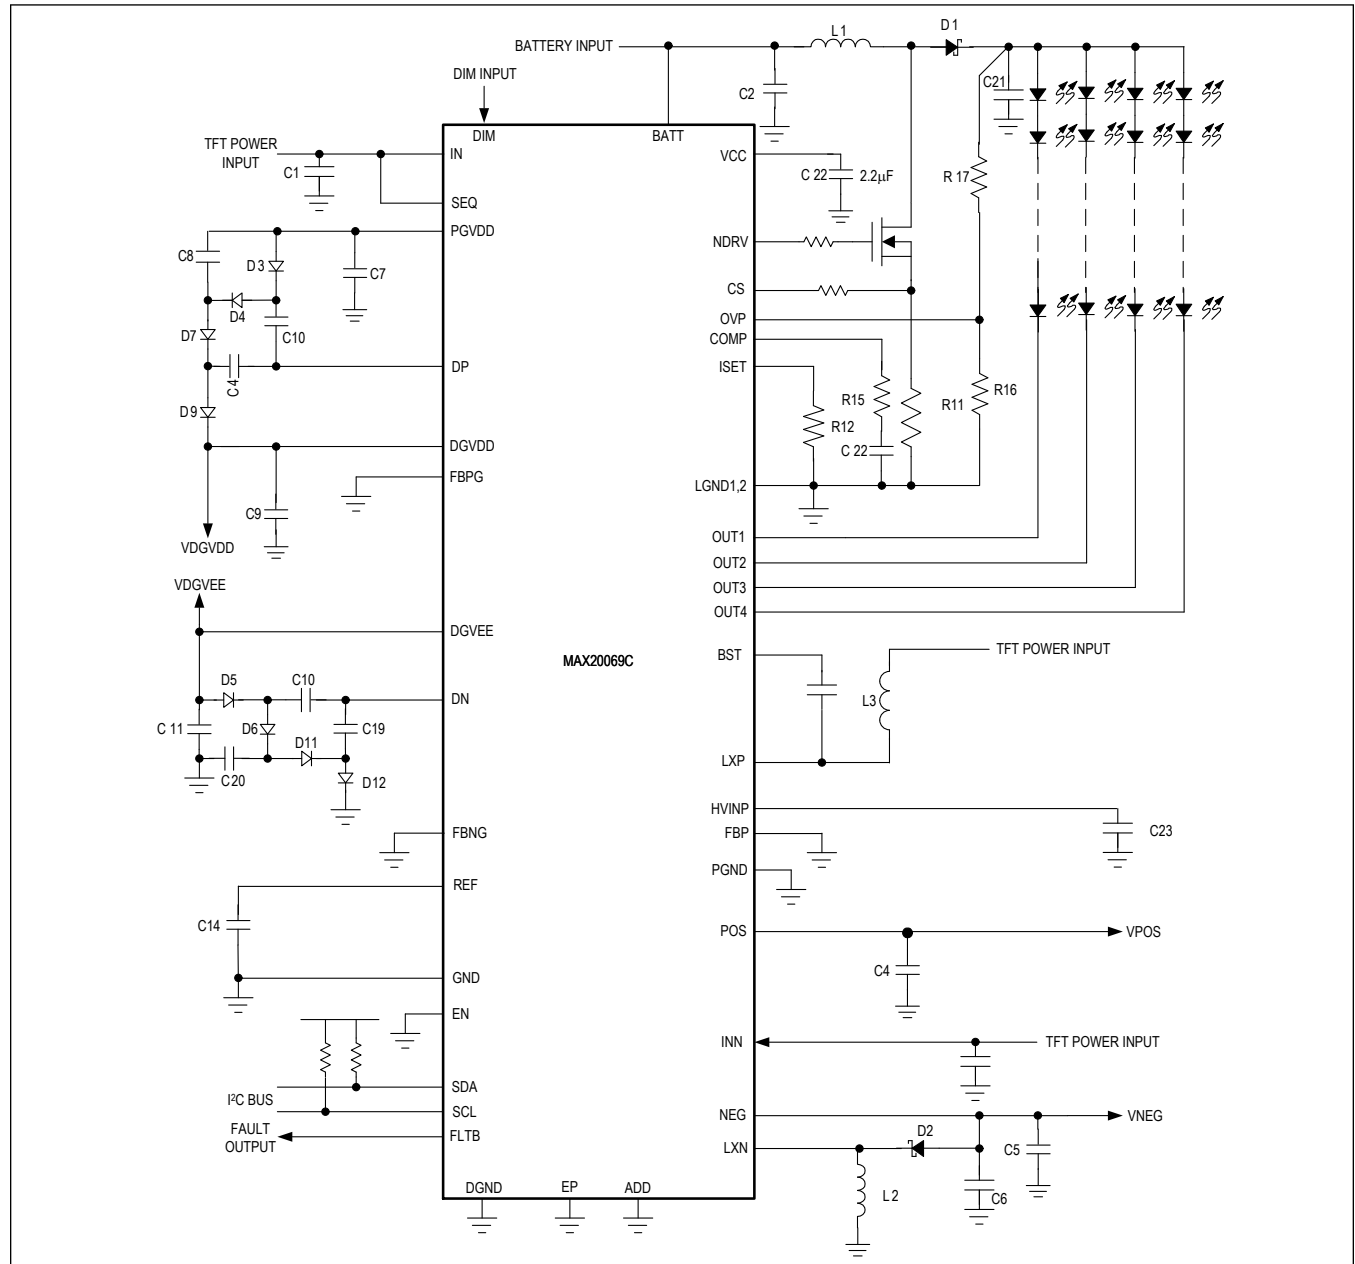 L1
D1
BATTERY INPUT
DIM INPUT
C2
C21
DIM
BATT
TFT POWER
INPUT
IN
VCC
C1
C 22
2.2μF
R 17
SEQ
PGVDD
C8
D3
C7
NDRV
CS
D4
OVP
D7
C10
COMP
C4
DP
ISET
R15
R16
D9
R12
R11
C 22
DGVDD
FBPG
LGND1,2
C9
OUT1
VDGVDD
OUT2
VDGVEE
OUT3
OUT4
DGVEE
BST
TFT POWER INPUT
MAX20069C
D5
C10
DN
L3
C 11
D6
C19
D11
LXP
C20
D12
HVINP
FBNG
FBP
C23
PGND
REF
C14
POS
VPOS
C4
GND
EN
INN
TFT POWER INPUT
SDA
I²C BUS
SCL
NEG
VNEG
FAULT
OUTPUT
FLTB
D2
LXN
C5
DGND
EP
ADD
L2
C6